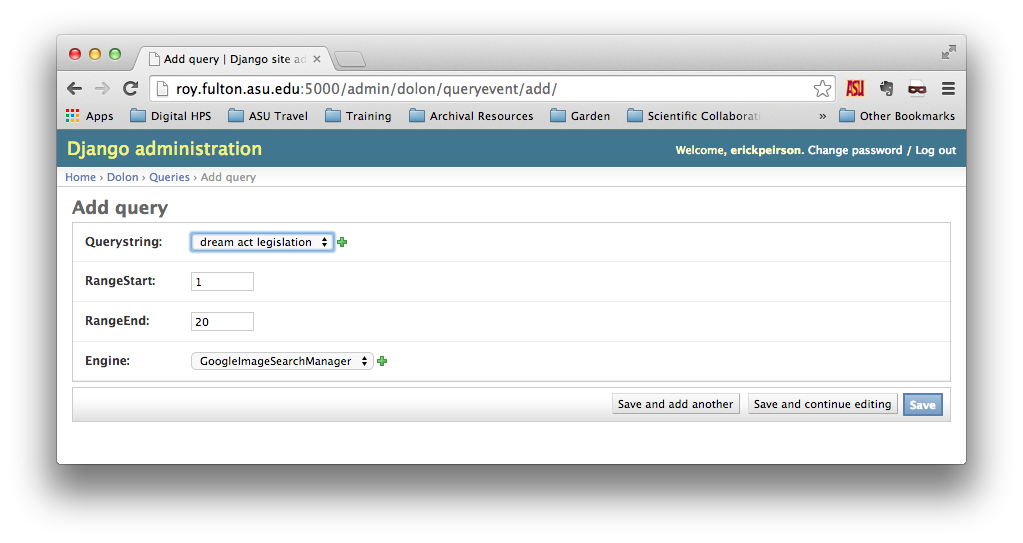 Add query | Django site ad
roy.fulton.asu.edu:5000/admin/dolon/queryevent/add/ ASU
Apps Digital HPS ASU Travel Training Archival Resources Garden Scientific Collaborati » Other Bookmarks
Django administration Welcome, erickpeirson. Change password / Log out
Home › Dolon › Queries › Add query
Add query
Querystring: dream act legislation
RangeStart: 1
RangeEnd: 20
Engine: GoogleImageSearchManager
Save and add another Save and continue editing Save